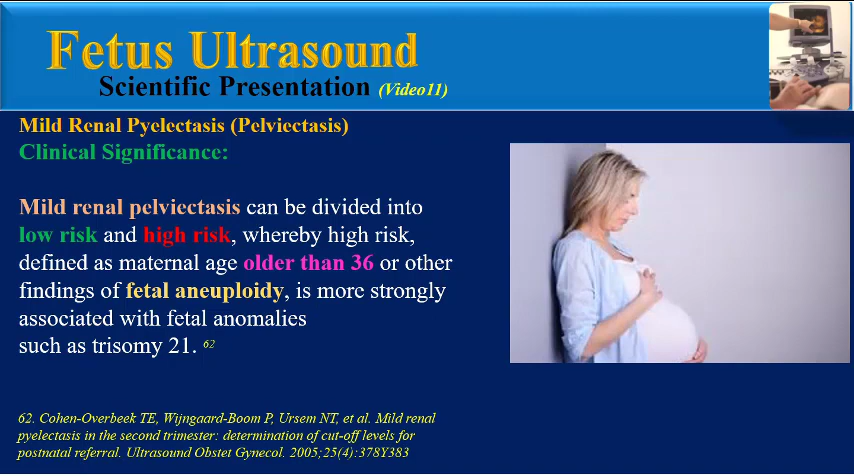 Fetus Ultrasound
Scientific Presentation (Video11)
Mild Renal Pyelectasis (Pelviectasis)
Clinical Significance:
Mild renal pelviectasis can be divided into
low risk and high risk, whereby high risk,
defined as maternal age older than 36 or other
findings of fetal aneuploidy, is more strongly
associated with fetal anomalies
such as trisomy 21. 62
62. Cohen-Overbeek TE, Wijngaard-Boom P, Ursem NT, et al. Mild renal
pyelectasis in the second trimester: determination of cut-off levels for
postnatal referral. Ultrasound Obstet Gynecol. 2005;25(4):378Y383